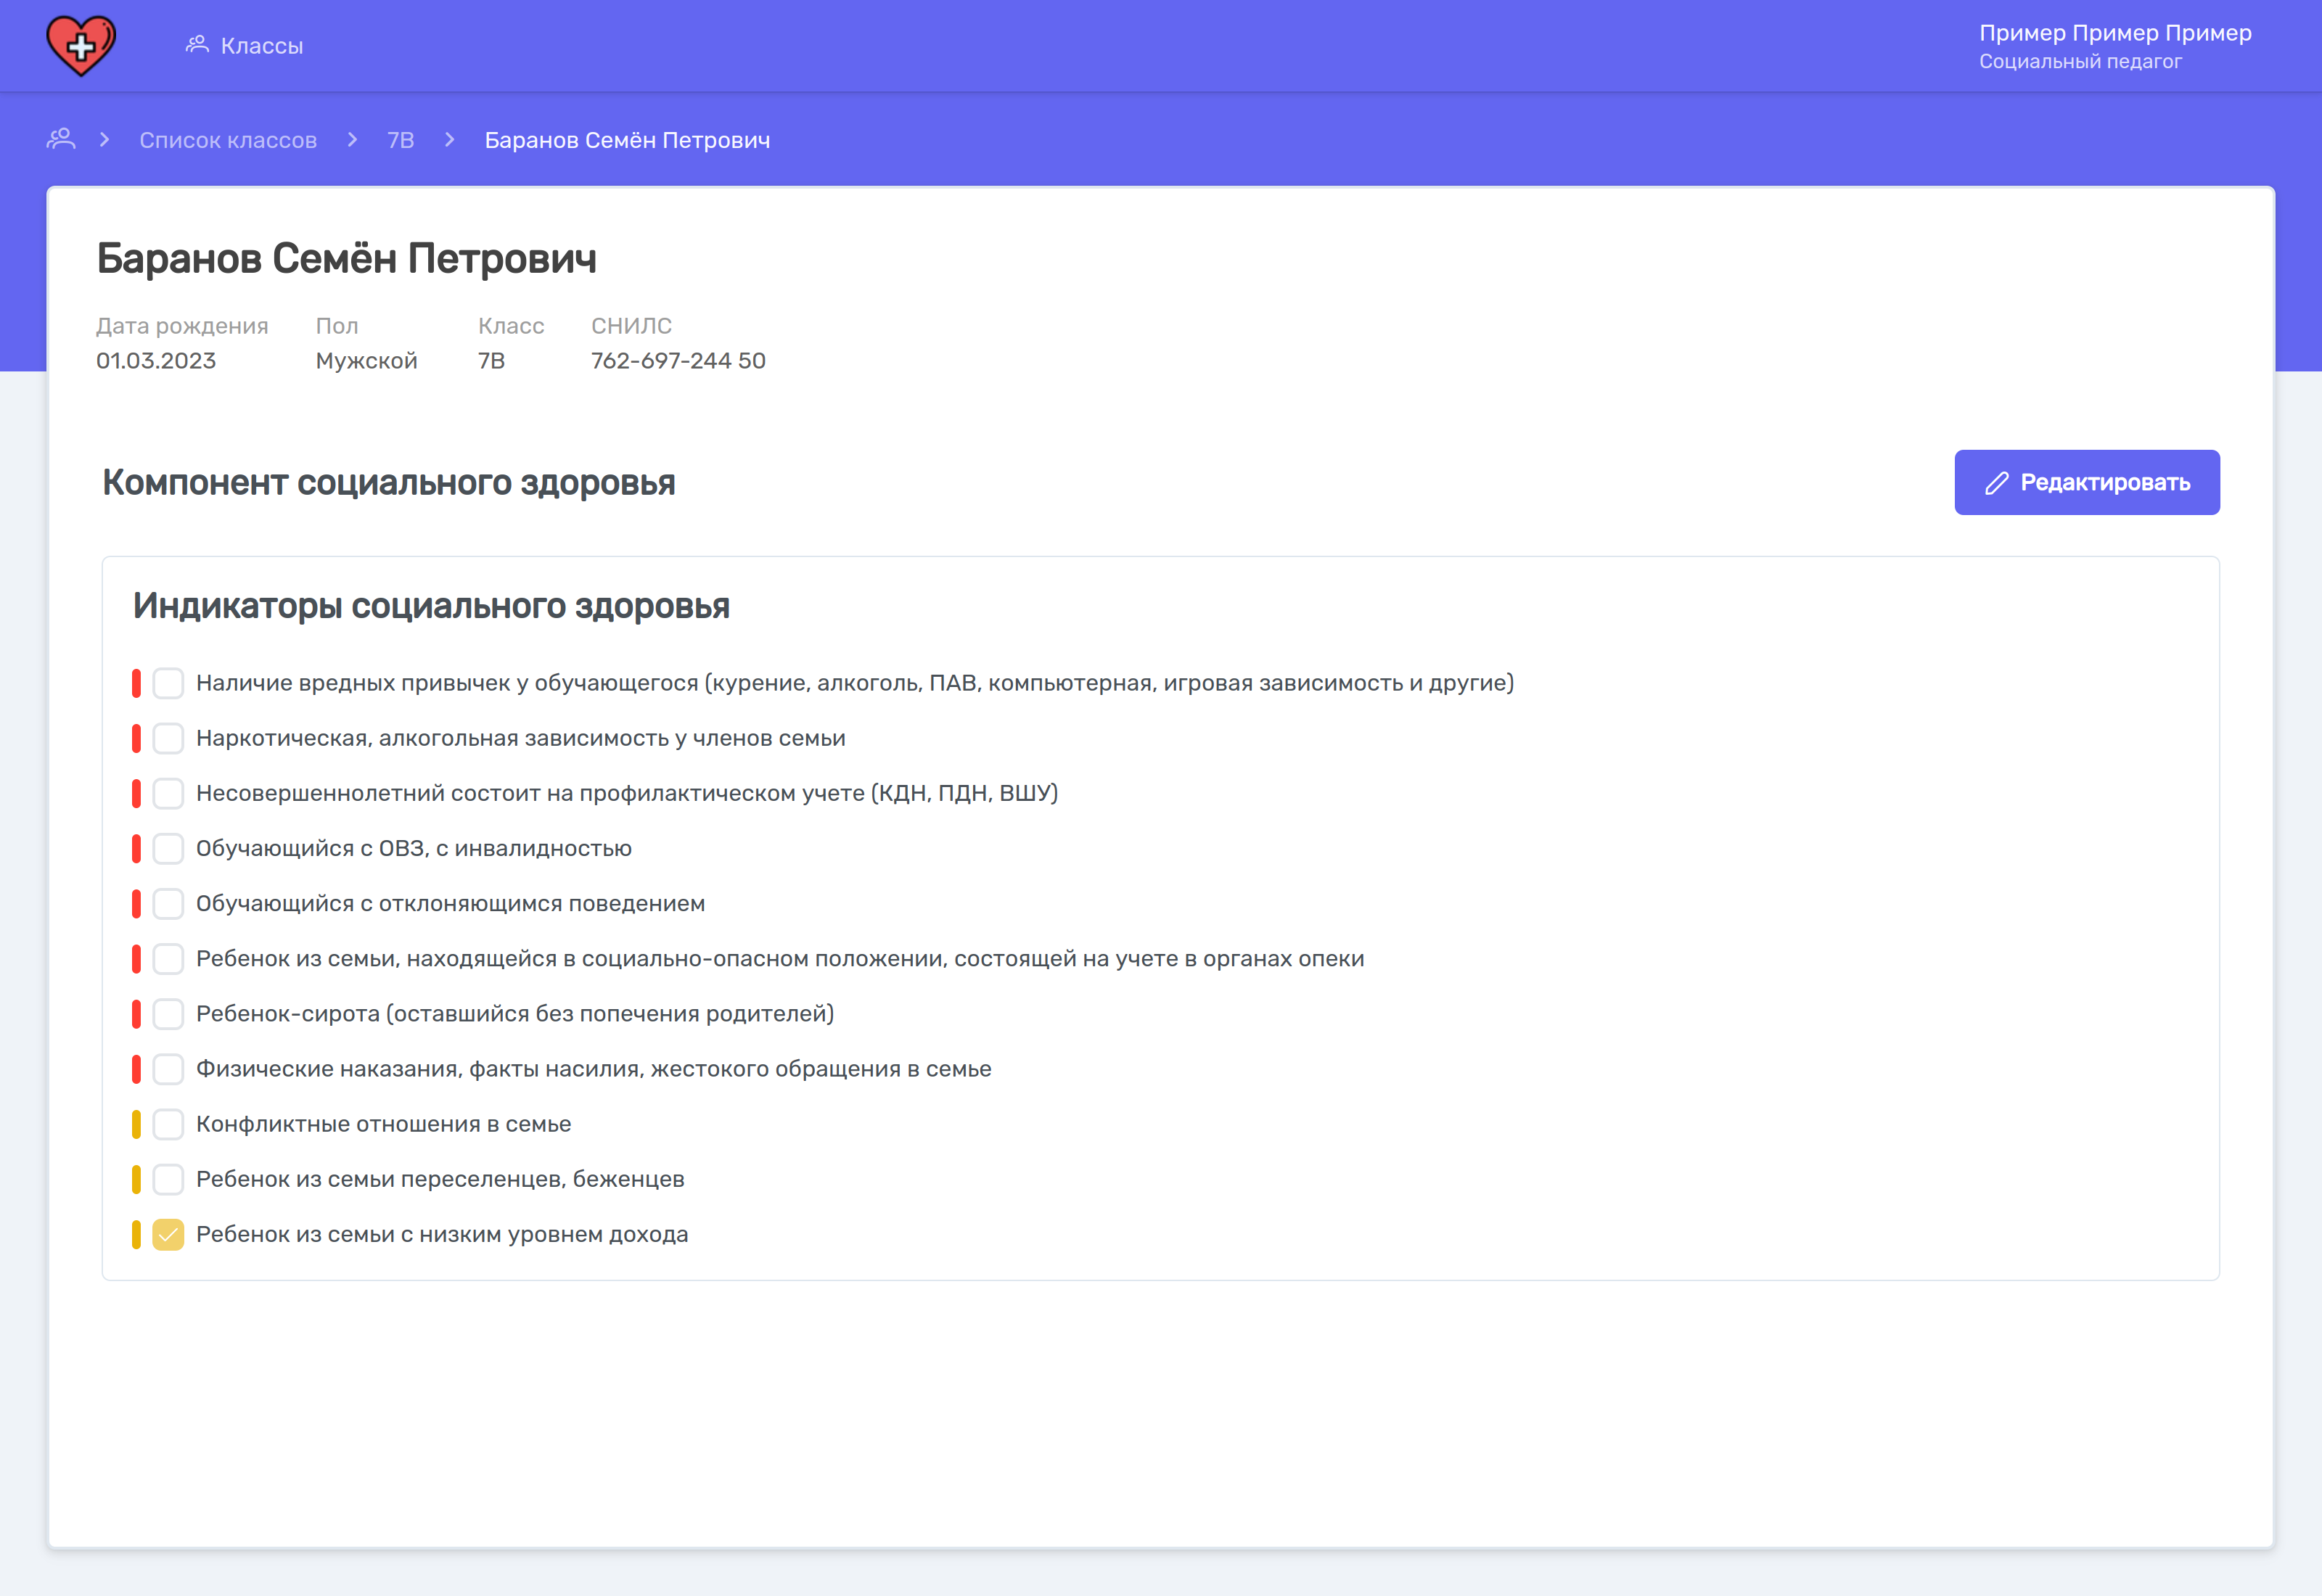 Классы
Пример Пример Пример
Социальный педагог
Список классов
7В
Баранов Семён Петрович
Баранов Семён Петрович
Дата рождения Пол Класс СНИЛС
01.03.2023 Мужской 7В 762-697-244 50
Компонент социального здоровья
Редактировать
Индикаторы социального здоровья
Наличие вредных привычек у обучающегося (курение, алкоголь, ПАВ, компьютерная, игровая зависимость и другие)
Наркотическая, алкогольная зависимость у членов семьи
Несовершеннолетний состоит на профилактическом учете (КДН, ПДН, ВШУ)
Обучающийся с ОВЗ, с инвалидностью
Обучающийся с отклоняющимся поведением
Ребенок из семьи, находящейся в социально-опасном положении, состоящей на учете в органах опеки
Ребенок-сирота (оставшийся без попечения родителей)
Физические наказания, факты насилия, жестокого обращения в семье
Конфликтные отношения в семье
Ребенок из семьи переселенцев, беженцев
Ребенок из семьи с низким уровнем дохода